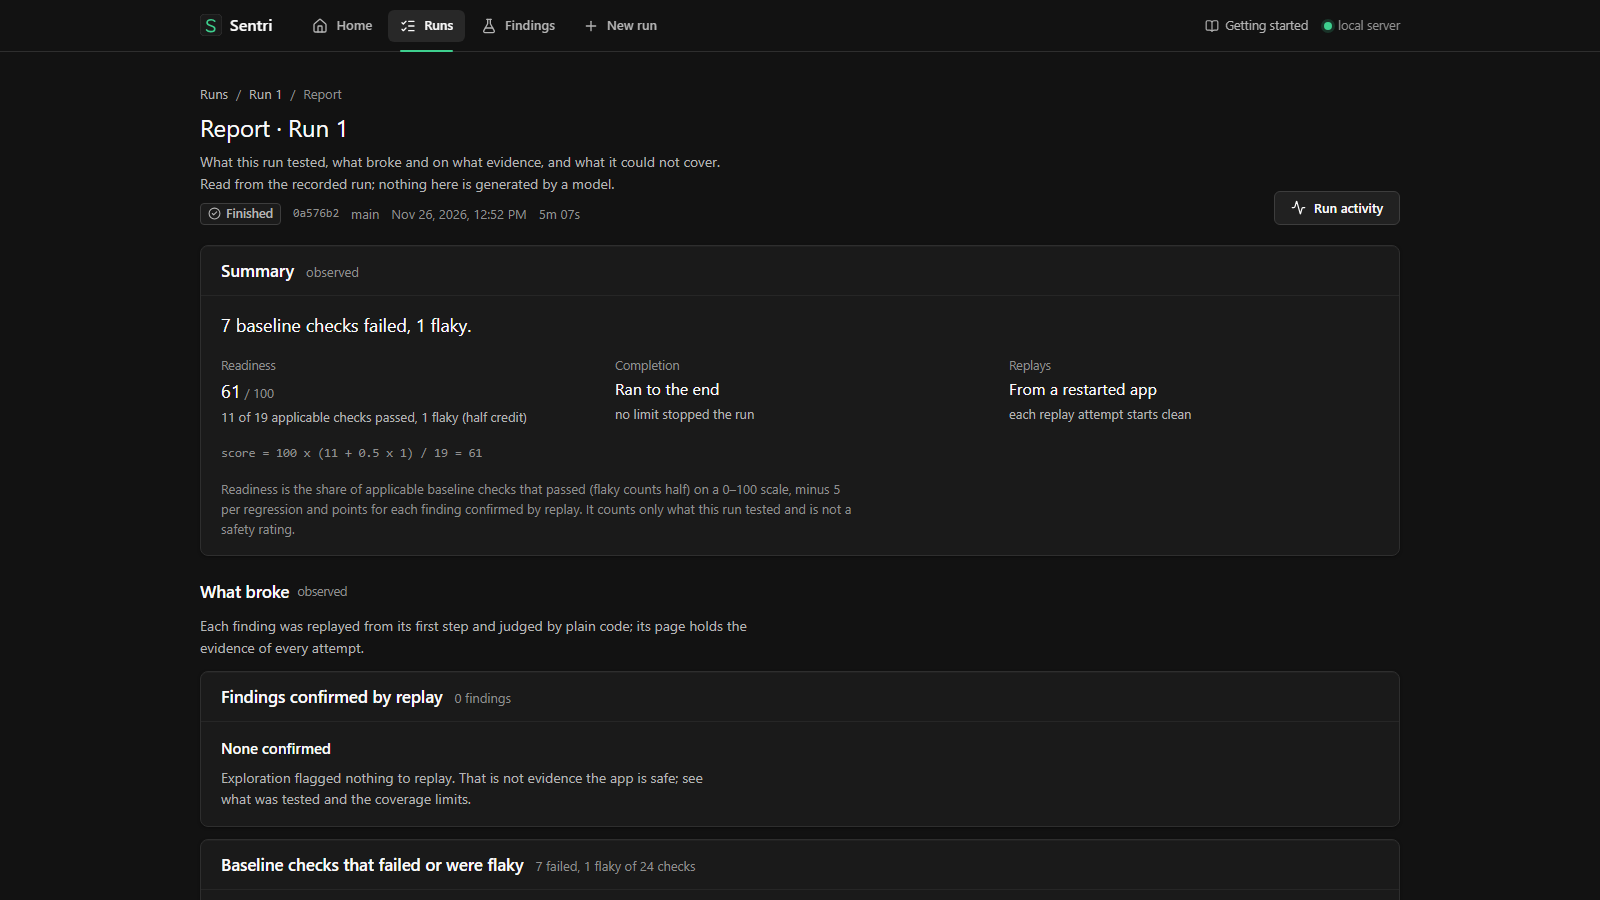 S Sentri Home Runs Findings + New run Getting started local server
Runs / Run 1 / Report
Report · Run 1
What this run tested, what broke and on what evidence, and what it could not cover.
Read from the recorded run; nothing here is generated by a model.
Finished 0a576b2 main Nov 26, 2026, 12:52 PM 5m 07s
Run activity
Summary observed
7 baseline checks failed, 1 flaky.
Readiness Completion Replays
61 / 100 Ran to the end From a restarted app
11 of 19 applicable checks passed, 1 flaky (half credit) no limit stopped the run each replay attempt starts clean
score = 100 x (11 + 0.5 x 1) / 19 = 61
Readiness is the share of applicable baseline checks that passed (flaky counts half) on a 0–100 scale, minus 5
per regression and points for each finding confirmed by replay. It counts only what this run tested and is not a
safety rating.
What broke observed
Each finding was replayed from its first step and judged by plain code; its page holds the
evidence of every attempt.
Findings confirmed by replay 0 findings
None confirmed
Exploration flagged nothing to replay. That is not evidence the app is safe; see
what was tested and the coverage limits.
Baseline checks that failed or were flaky 7 failed, 1 flaky of 24 checks